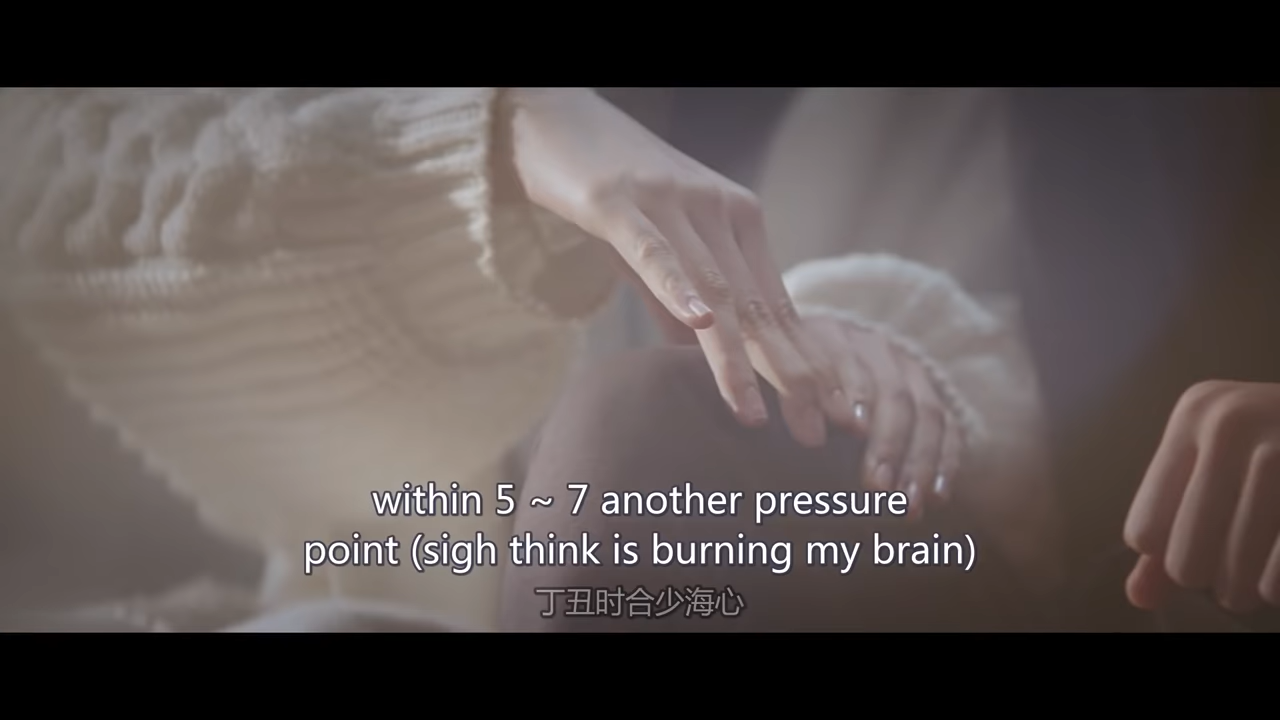 within 5 ~ 7 another pressure
point (sigh think is burning my brain)
丁丑时合少海心